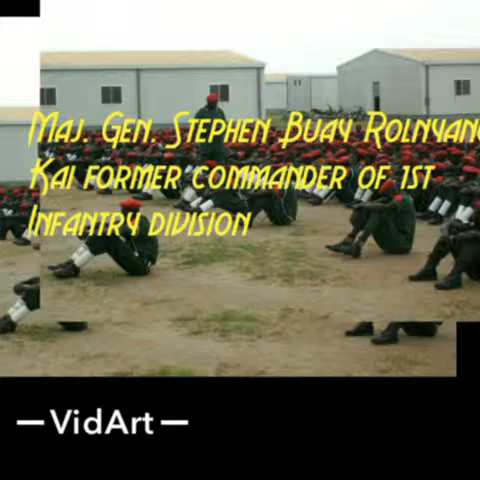 Maj. Gen. Stephen Buay Rolnyang
Kai former commander of 1st
Infantry division
VidArt